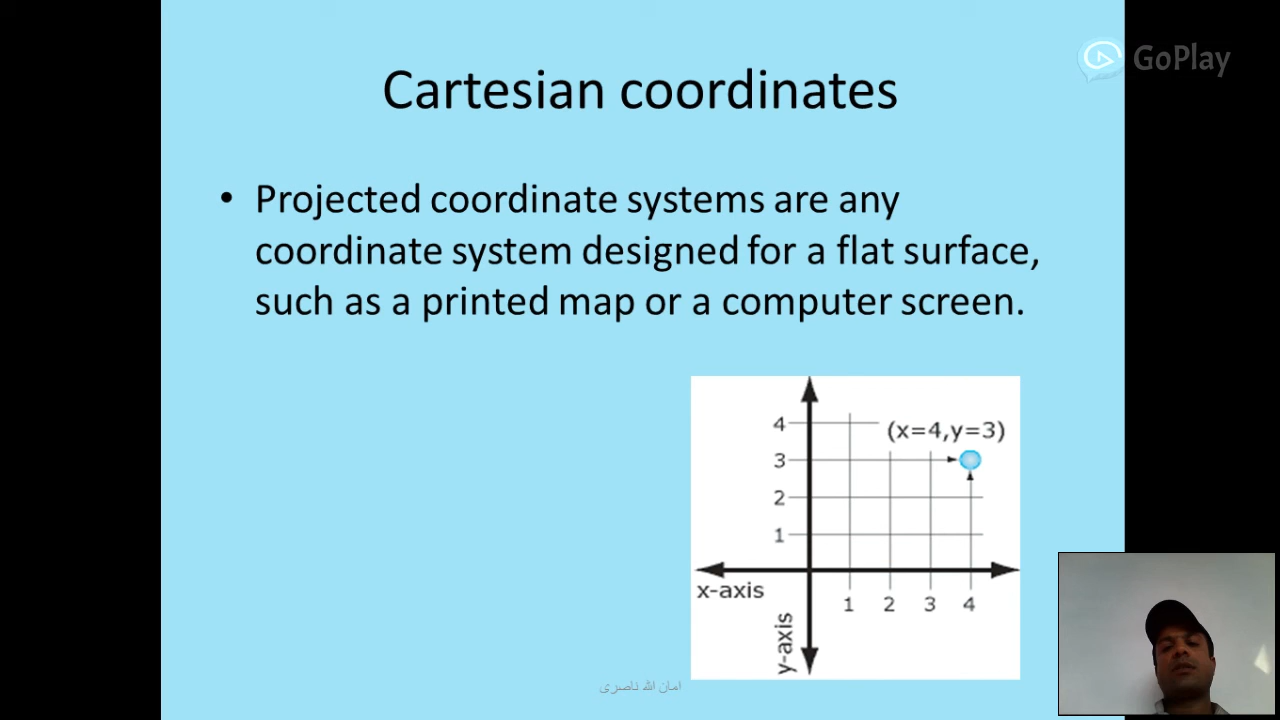 GoPlay
Cartesian coordinates
• Projected coordinate systems are any
coordinate system designed for a flat surface,
such as a printed map or a computer screen.
4
(x=4,y=3)
3
2
1
x-axis
1 2 3 4
y-axis
امان الله ناصری